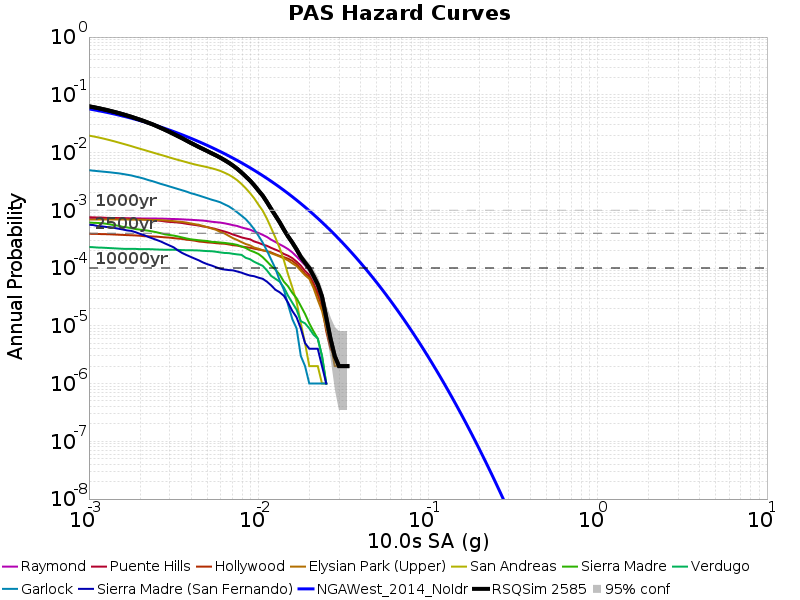 PAS Hazard Curves
10^0
10^-1
10^-2
10^-3
10^-4
10^-5
10^-6
10^-7
10^-8
1000yr
2500yr
10000yr
Annual Probability
10^-3 10^-2 10^-1 10^0 10^1
10.0s SA (g)
Raymond Puente Hills Hollywood Elysian Park (Upper) San Andreas Sierra Madre Verdugo
Garlock Sierra Madre (San Fernando) NGAWest_2014_NoIdr RSQSim 2585 95% conf